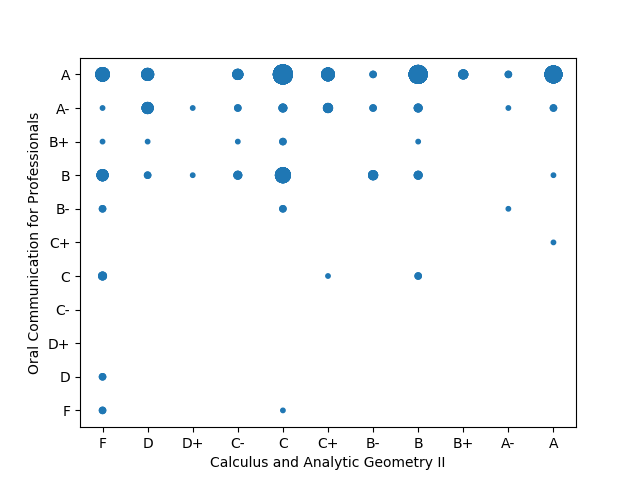 A
A-
B+
B
B-
C+
C
C-
D+
D
F
Oral Communication for Professionals
F D D+ C- C C+ B- B B+ A- A
Calculus and Analytic Geometry II